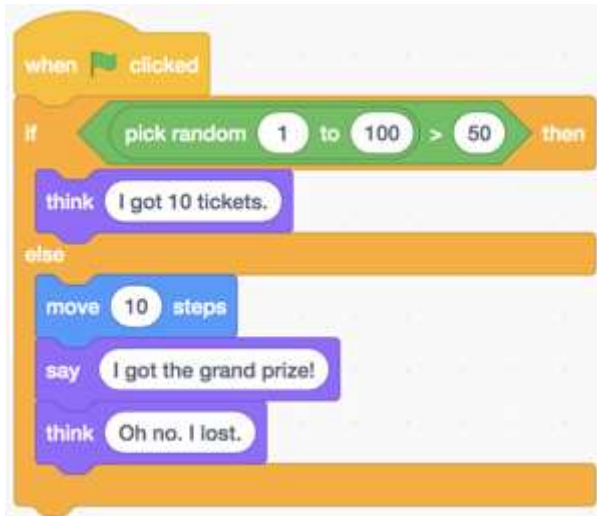 when clicked
if pick random 1 to 100 > 50 then
think I got 10 tickets.
else
move 10 steps
say I got the grand prize!
think Oh no. I lost.